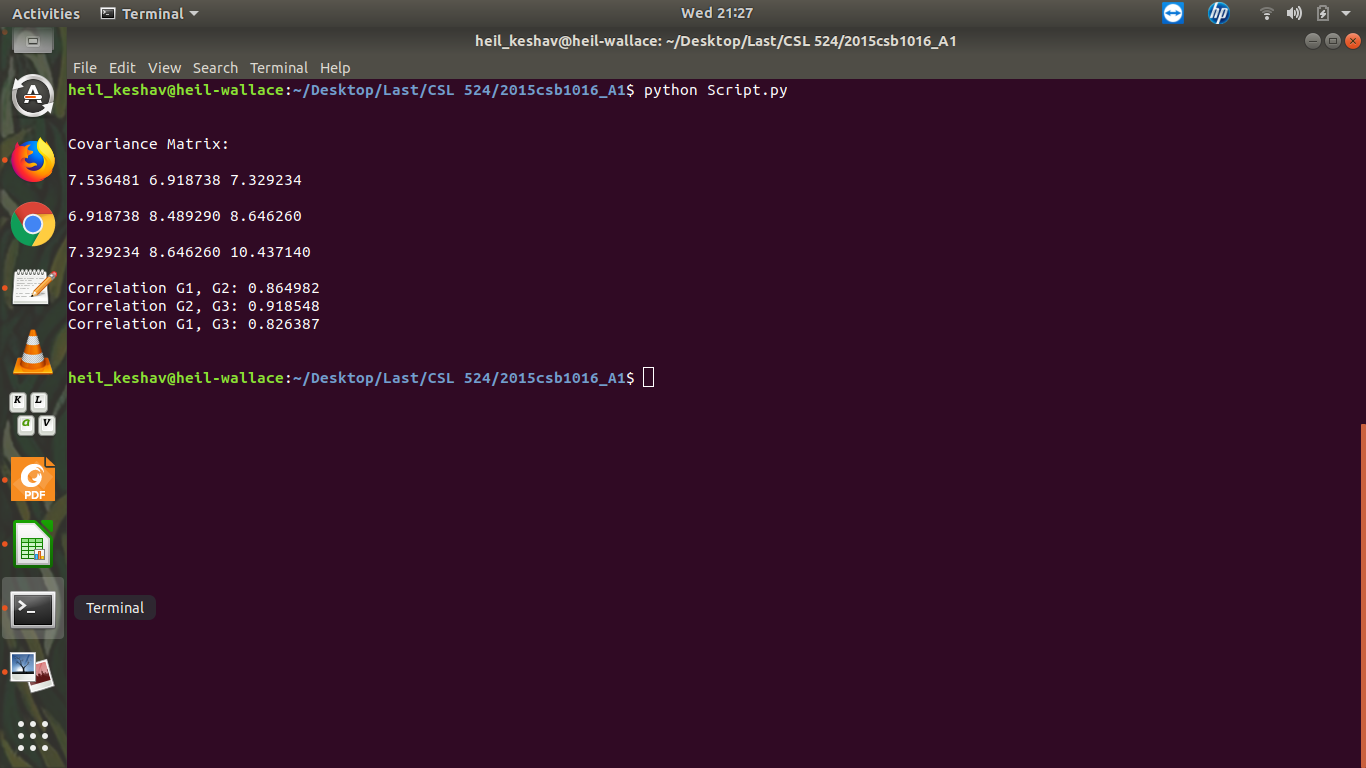 Activities Terminal Wed 21:27 hp
heil_keshav@heil-wallace: ~/Desktop/Last/CSL 524/2015csb1016_A1
File Edit View Search Terminal Help
heil_keshav@heil-wallace:~/Desktop/Last/CSL 524/2015csb1016_A1$ python Script.py
Covariance Matrix:
7.536481 6.918738 7.329234
6.918738 8.489290 8.646260
7.329234 8.646260 10.437140
Correlation G1, G2: 0.864982
Correlation G2, G3: 0.918548
Correlation G1, G3: 0.826387
heil_keshav@heil-wallace:~/Desktop/Last/CSL 524/2015csb1016_A1$
A
K L
a V
PDF
>_
Terminal